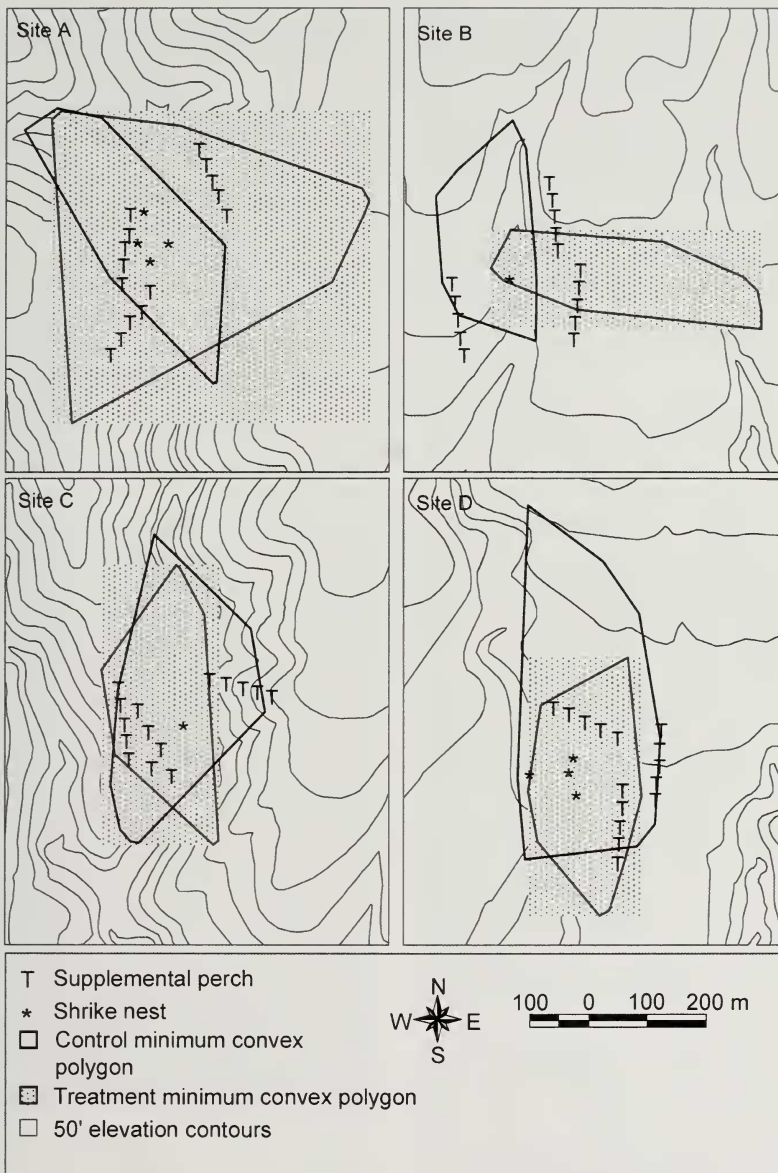 Site A
Site B
Site C
Site D
T Supplemental perch
* Shrike nest
Control minimum convex
polygon
Treatment minimum convex polygon
50' elevation contours
N
W E
S
100 0 100 200 m